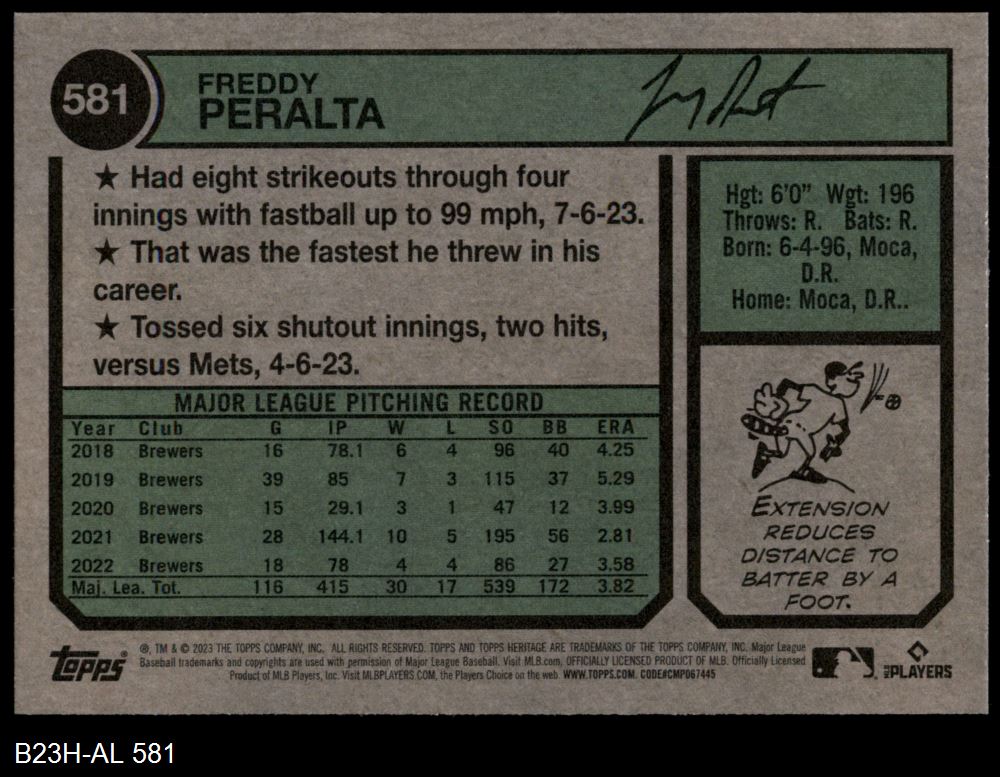 581
FREDDY
PERALTA
★ Had eight strikeouts through four
innings with fastball up to 99 mph, 7-6-23.
★ That was the fastest he threw in his
career.
★ Tossed six shutout innings, two hits,
versus Mets, 4-6-23.
Hgt: 6'0" Wgt: 196
Throws: R. Bats: R.
Born: 6-4-96, Moca,
D.R.
Home: Moca, D.R..
MAJOR LEAGUE PITCHING RECORD
Year Club G IP W L SO BB ERA
2018 Brewers 16 78.1 6 4 96 40 4.25
2019 Brewers 39 85 7 3 115 37 5.29
2020 Brewers 15 29.1 3 1 47 12 3.99
2021 Brewers 28 144.1 10 5 195 56 2.81
2022 Brewers 18 78 4 4 86 27 3.58
Maj. Lea. Tot. 116 415 30 17 539 172 3.82
EXTENSION
REDUCES
DISTANCE TO
BATTER BY A
FOOT.
Topps®
®, TM & © 2023 THE TOPPS COMPANY, INC. ALL RIGHTS RESERVED. TOPPS AND TOPPS HERITAGE ARE TRADEMARKS OF THE TOPPS COMPANY, INC. Major League
Baseball trademarks and copyrights are used with permission of Major League Baseball. Visit MLB.com. OFFICIALLY LICENSED PRODUCT OF MLB. Officially Licensed
Product of MLB Players, Inc. Visit MLBPLAYERS.COM, the Players Choice on the web. WWW.TOPPS.COM. CODE#CMP067445
MLB PLAYERS
B23H-AL 581